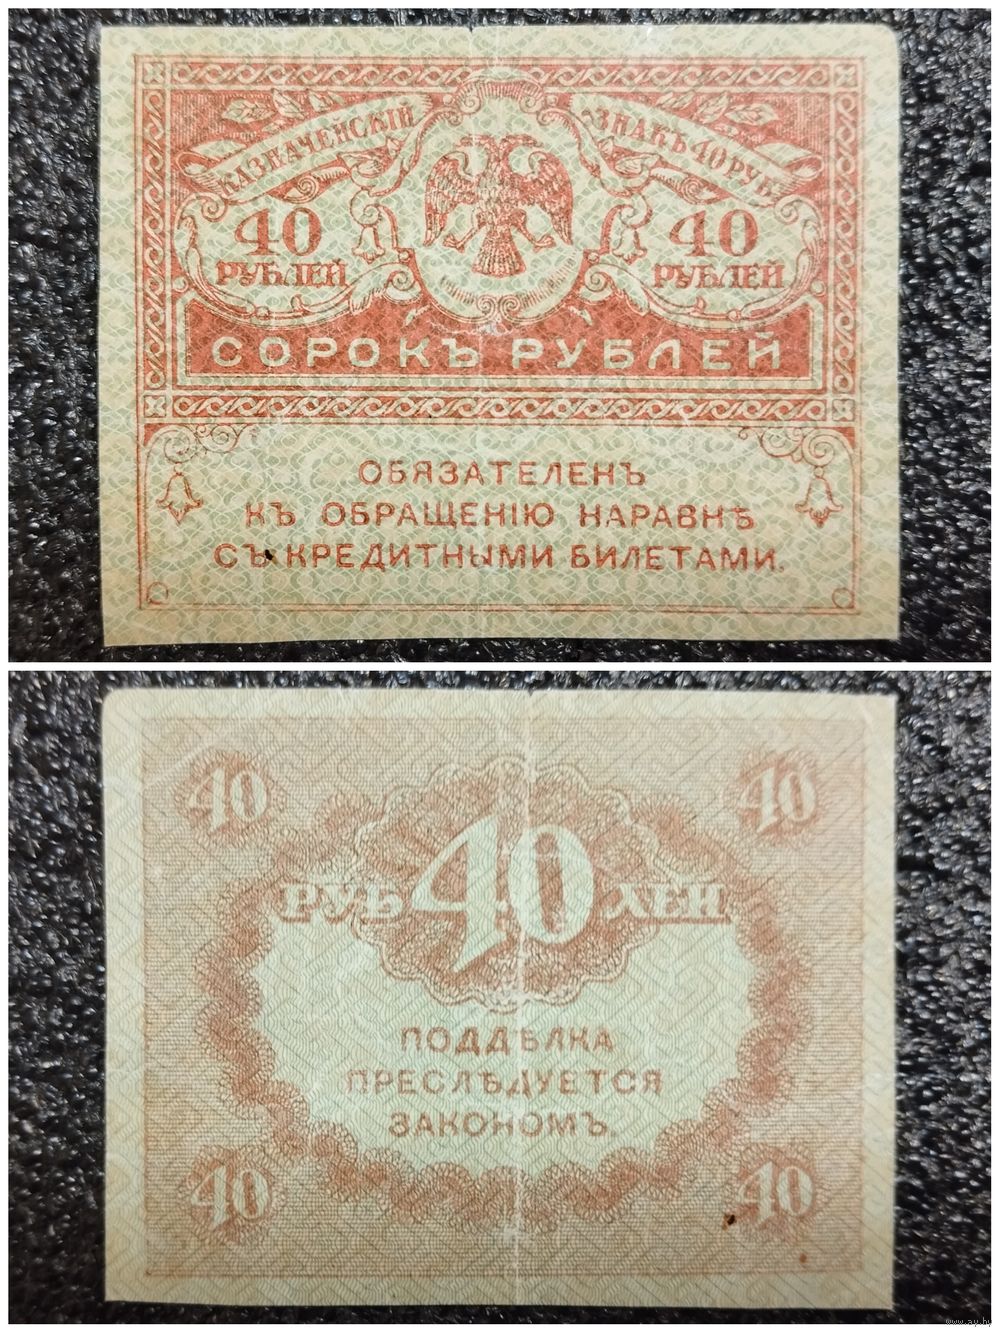 КАЗНАЧЕЙСКІЙ ЗНАКЪ 40 РУБ.
40 РУБЛЕЙ
40 РУБЛЕЙ
СОРОКЪ РУБЛЕЙ
ОБЯЗАТЕЛЕНЪ
КЪ ОБРАЩЕНІЮ НАРАВНѢ
СЪ КРЕДИТНЫМИ БИЛЕТАМИ.
40 40
РУБ 40 ЛЕЙ
ПОДДѢЛКА
ПРЕСЛѢДУЕТСЯ
ЗАКОНОМЪ.
40 40